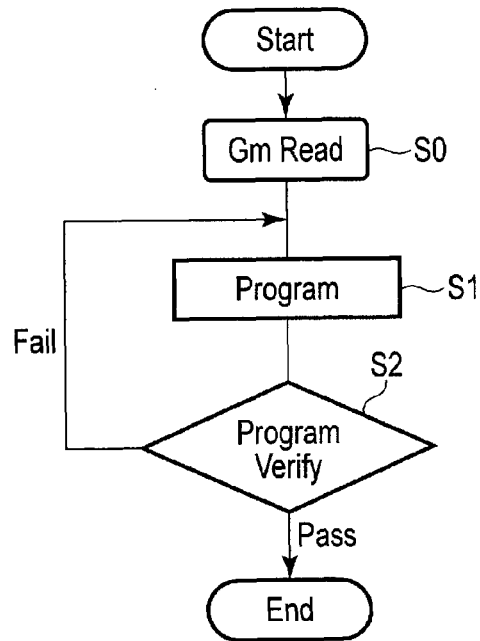 Start
Gm Read
S0
Program
S1
Fail
S2
Program
Verify
Pass
End